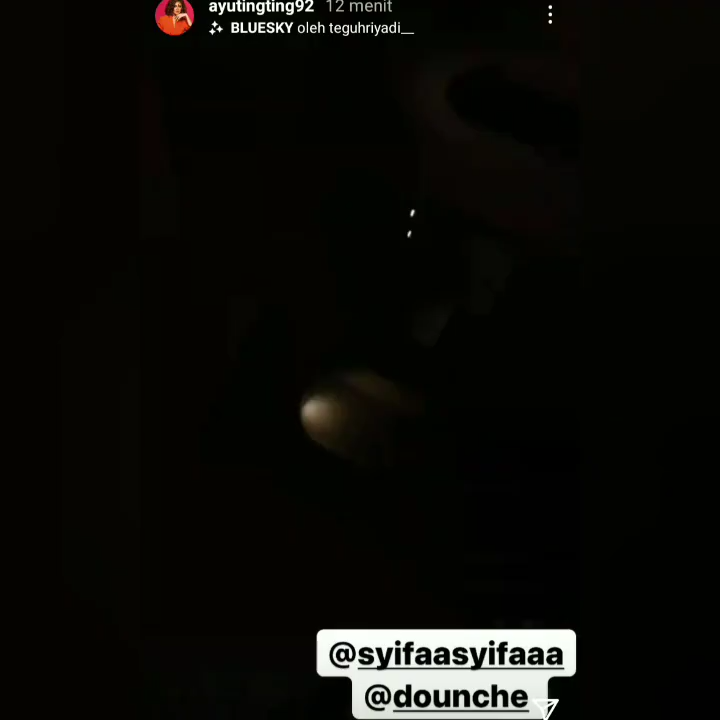 ayutingting92 12 menit
BLUESKY oleh teguhriyadi__
@syifaasyifaaa
@dounche